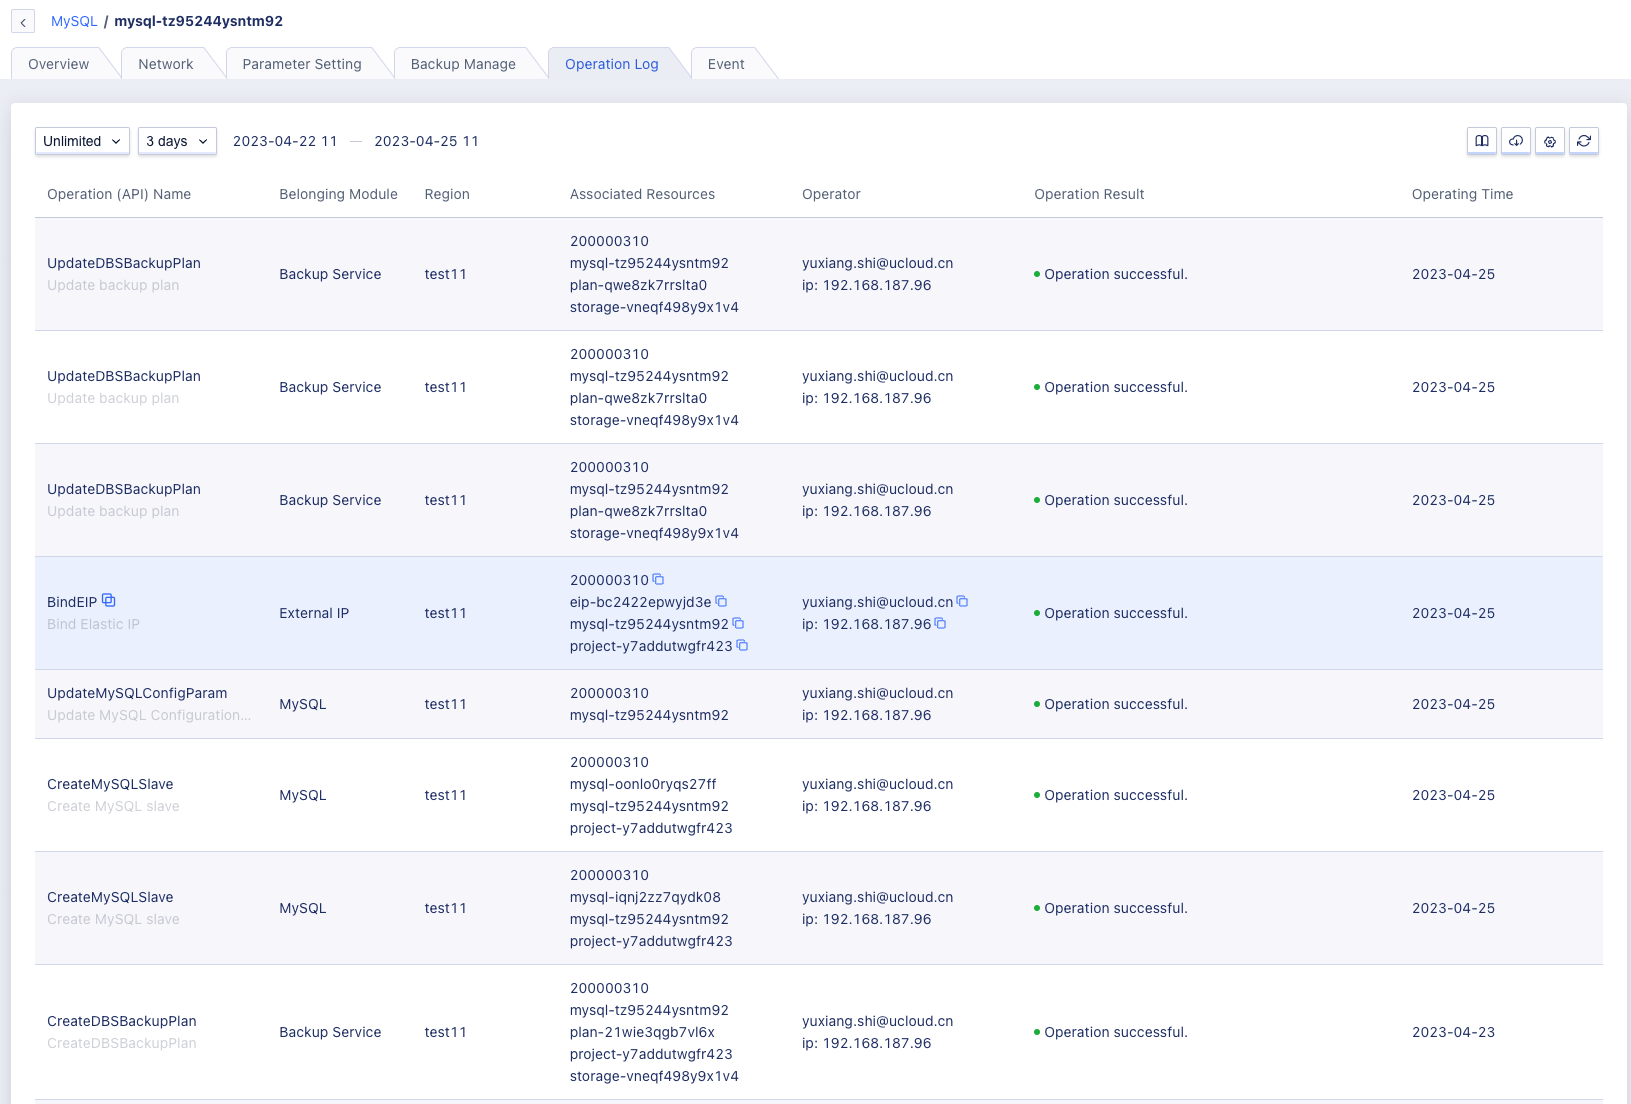 MySQL / mysql-tz95244ysntm92
Overview Network Parameter Setting Backup Manage Operation Log Event
Unlimited 3 days 2023-04-22 11 — 2023-04-25 11
Operation (API) Name Belonging Module Region Associated Resources Operator Operation Result Operating Time
UpdateDBSBackupPlan
Update backup plan
Backup Service
test11
200000310
mysql-tz95244ysntm92
plan-qwe8zk7rrslta0
storage-vneqf498y9x1v4
yuxiang.shi@ucloud.cn
ip: 192.168.187.96
Operation successful.
2023-04-25
UpdateDBSBackupPlan
Update backup plan
Backup Service
test11
200000310
mysql-tz95244ysntm92
plan-qwe8zk7rrslta0
storage-vneqf498y9x1v4
yuxiang.shi@ucloud.cn
ip: 192.168.187.96
Operation successful.
2023-04-25
UpdateDBSBackupPlan
Update backup plan
Backup Service
test11
200000310
mysql-tz95244ysntm92
plan-qwe8zk7rrslta0
storage-vneqf498y9x1v4
yuxiang.shi@ucloud.cn
ip: 192.168.187.96
Operation successful.
2023-04-25
BindEIP
Bind Elastic IP
External IP
test11
200000310
eip-bc2422epwyjd3e
mysql-tz95244ysntm92
project-y7addutwgfr423
yuxiang.shi@ucloud.cn
ip: 192.168.187.96
Operation successful.
2023-04-25
UpdateMySQLConfigParam
Update MySQL Configuration...
MySQL
test11
200000310
mysql-tz95244ysntm92
yuxiang.shi@ucloud.cn
ip: 192.168.187.96
Operation successful.
2023-04-25
CreateMySQLSlave
Create MySQL slave
MySQL
test11
200000310
mysql-oonlo0ryqs27ff
mysql-tz95244ysntm92
project-y7addutwgfr423
yuxiang.shi@ucloud.cn
ip: 192.168.187.96
Operation successful.
2023-04-25
CreateMySQLSlave
Create MySQL slave
MySQL
test11
200000310
mysql-iqnj2zz7qydk08
mysql-tz95244ysntm92
project-y7addutwgfr423
yuxiang.shi@ucloud.cn
ip: 192.168.187.96
Operation successful.
2023-04-25
CreateDBSBackupPlan
CreateDBSBackupPlan
Backup Service
test11
200000310
mysql-tz95244ysntm92
plan-21wie3qgb7vl6x
project-y7addutwgfr423
storage-vneqf498y9x1v4
yuxiang.shi@ucloud.cn
ip: 192.168.187.96
Operation successful.
2023-04-23